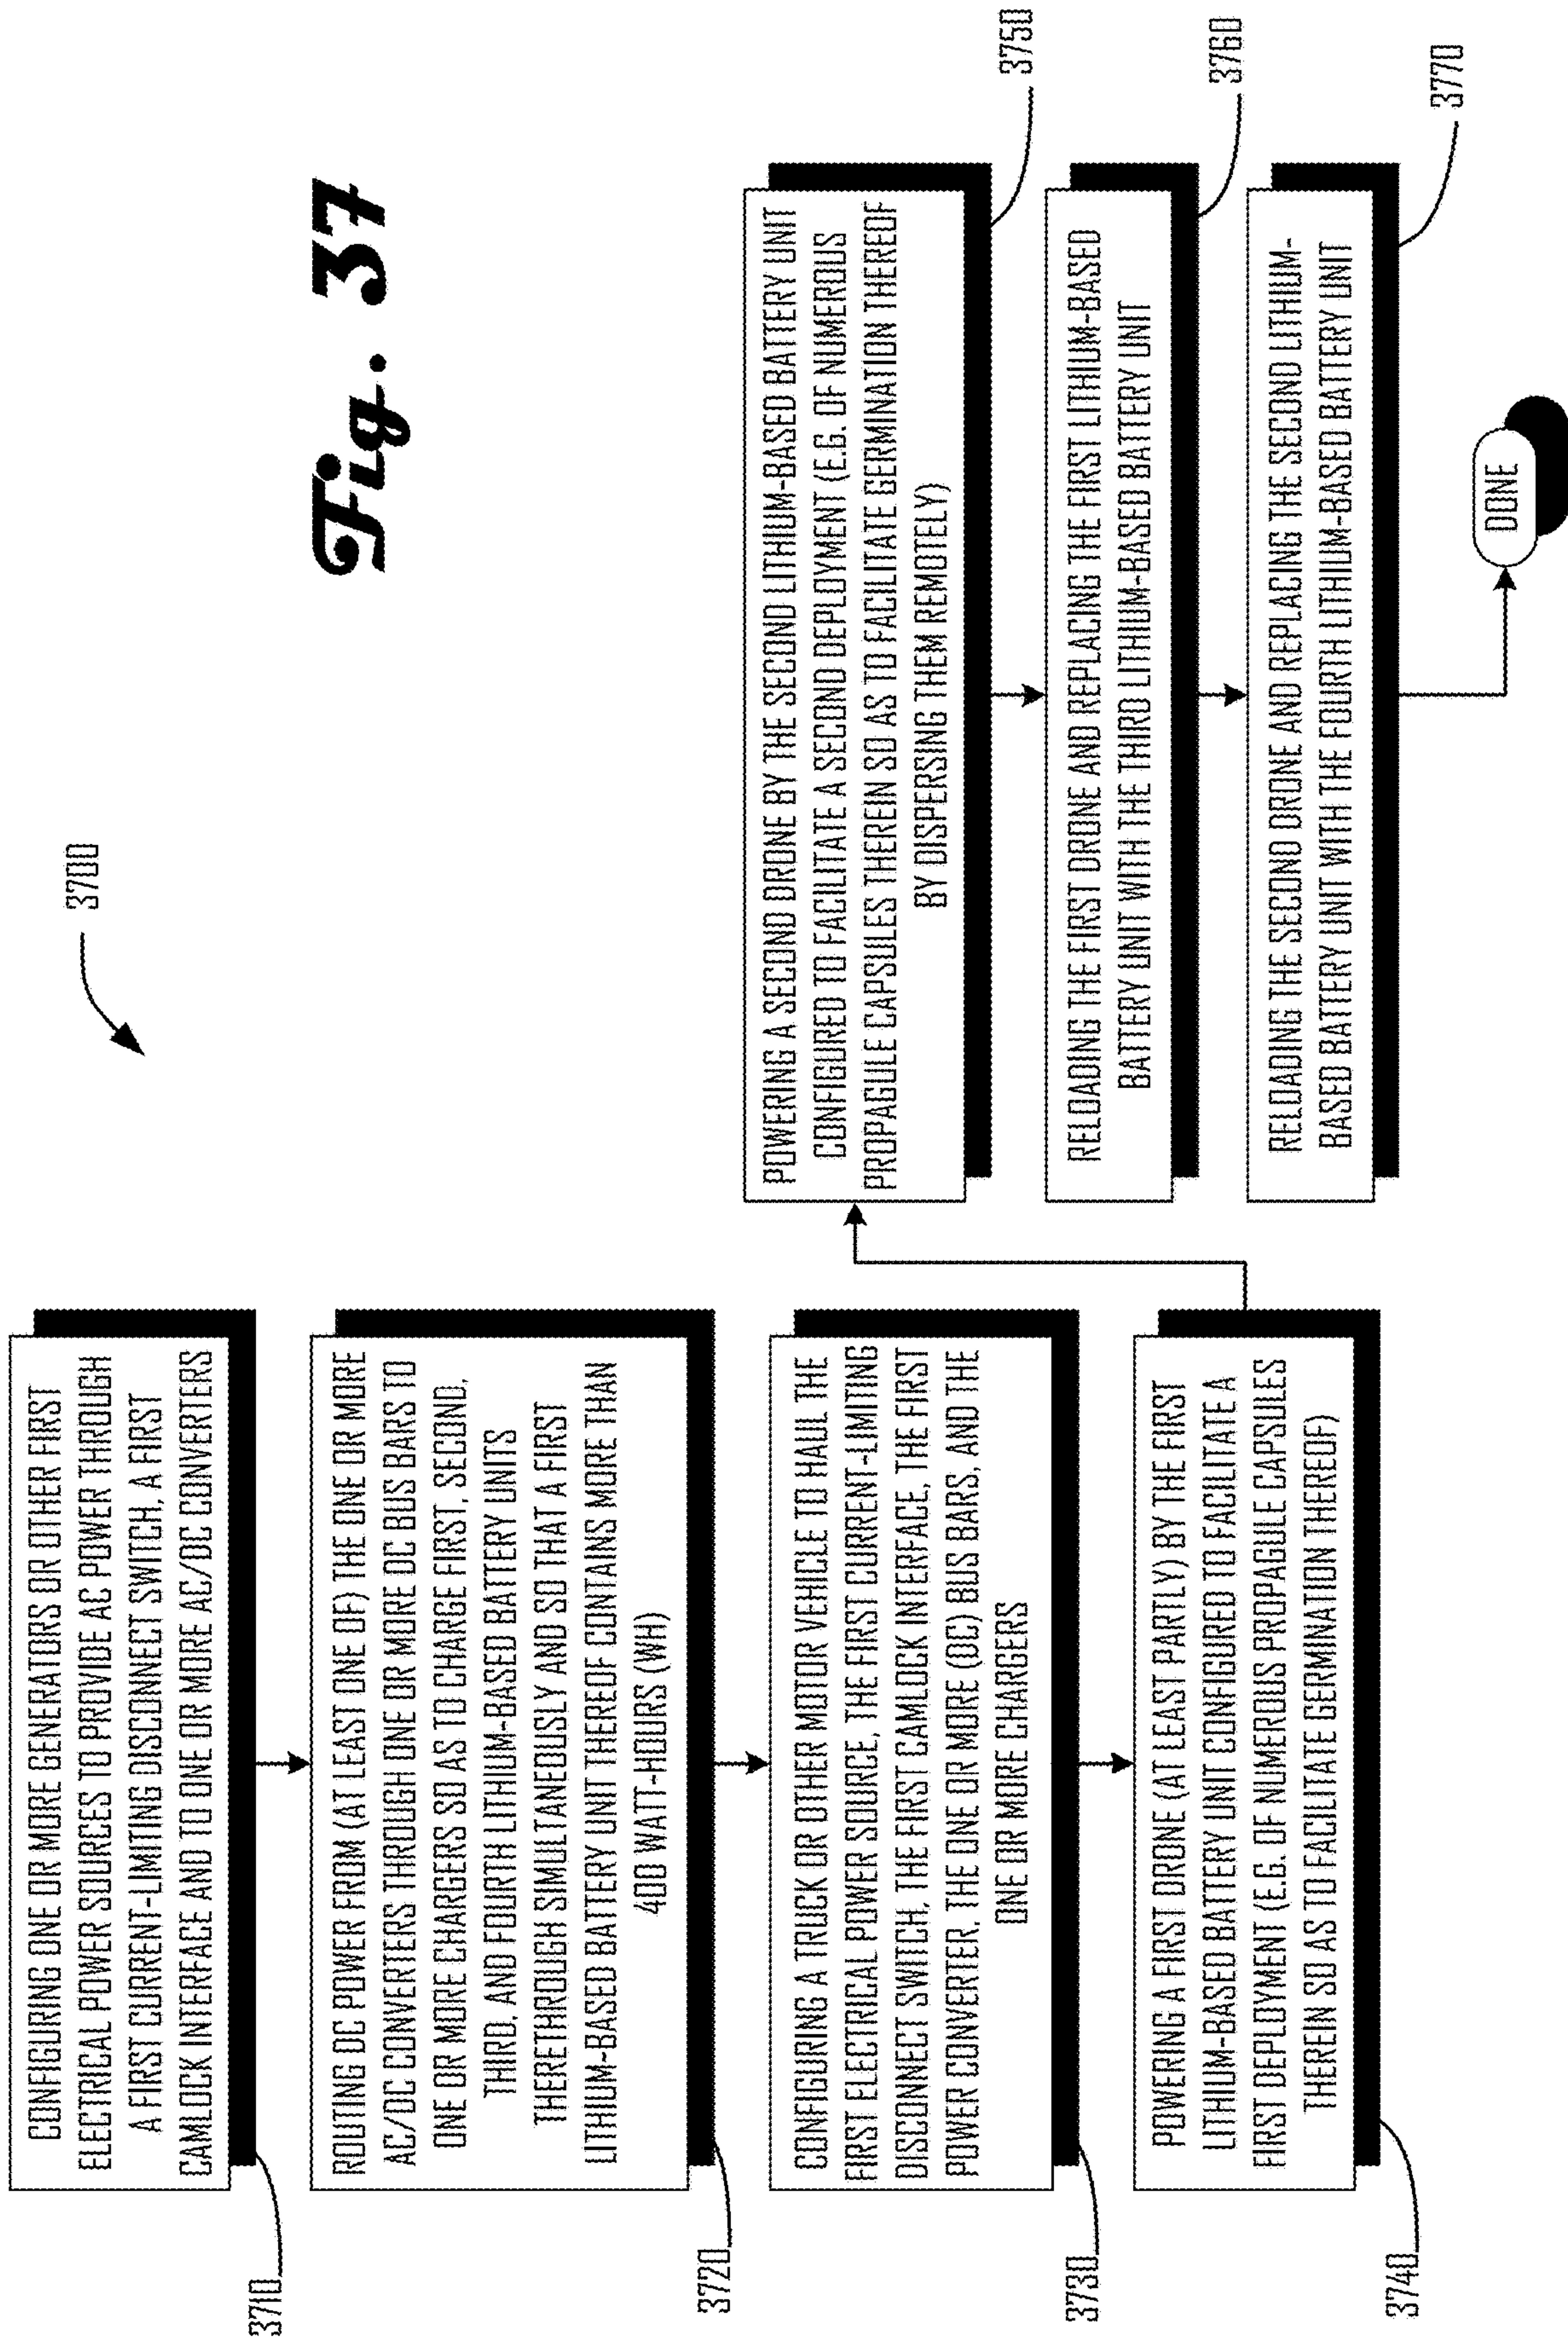 3700
Fig. 37
CONFIGURING ONE OR MORE GENERATORS OR OTHER FIRST
ELECTRICAL POWER SOURCES TO PROVIDE AC POWER THROUGH
A FIRST CURRENT-LIMITING DISCONNECT SWITCH, A FIRST
CAMLOCK INTERFACE AND TO ONE OR MORE AC/DC CONVERTERS
3710
ROUTING DC POWER FROM (AT LEAST ONE OF) THE ONE OR MORE
AC/DC CONVERTERS THROUGH ONE OR MORE DC BUS BARS TO
ONE OR MORE CHARGERS SO AS TO CHARGE FIRST, SECOND,
THIRD, AND FOURTH LITHIUM-BASED BATTERY UNITS
THERETHROUGH SIMULTANEOUSLY AND SO THAT A FIRST
LITHIUM-BASED BATTERY UNIT THEREOF CONTAINS MORE THAN
400 WATT-HOURS (WH)
3720
CONFIGURING A TRUCK OR OTHER MOTOR VEHICLE TO HAUL THE
FIRST ELECTRICAL POWER SOURCE, THE FIRST CURRENT-LIMITING
DISCONNECT SWITCH, THE FIRST CAMLOCK INTERFACE, THE FIRST
POWER CONVERTER, THE ONE OR MORE (DC) BUS BARS, AND THE
ONE OR MORE CHARGERS
3730
POWERING A FIRST DRONE (AT LEAST PARTLY) BY THE FIRST
LITHIUM-BASED BATTERY UNIT CONFIGURED TO FACILITATE A
FIRST DEPLOYMENT (E.G. OF NUMEROUS PROPAGULE CAPSULES
THEREIN SO AS TO FACILITATE GERMINATION THEREOF)
3740
POWERING A SECOND DRONE BY THE SECOND LITHIUM-BASED BATTERY UNIT
CONFIGURED TO FACILITATE A SECOND DEPLOYMENT (E.G. OF NUMEROUS
PROPAGULE CAPSULES THEREIN SO AS TO FACILITATE GERMINATION THEREOF
BY DISPERSING THEM REMOTELY)
3750
RELOADING THE FIRST DRONE AND REPLACING THE FIRST LITHIUM-BASED
BATTERY UNIT WITH THE THIRD LITHIUM-BASED BATTERY UNIT
3760
RELOADING THE SECOND DRONE AND REPLACING THE SECOND LITHIUM-
BASED BATTERY UNIT WITH THE FOURTH LITHIUM-BASED BATTERY UNIT
3770
DONE